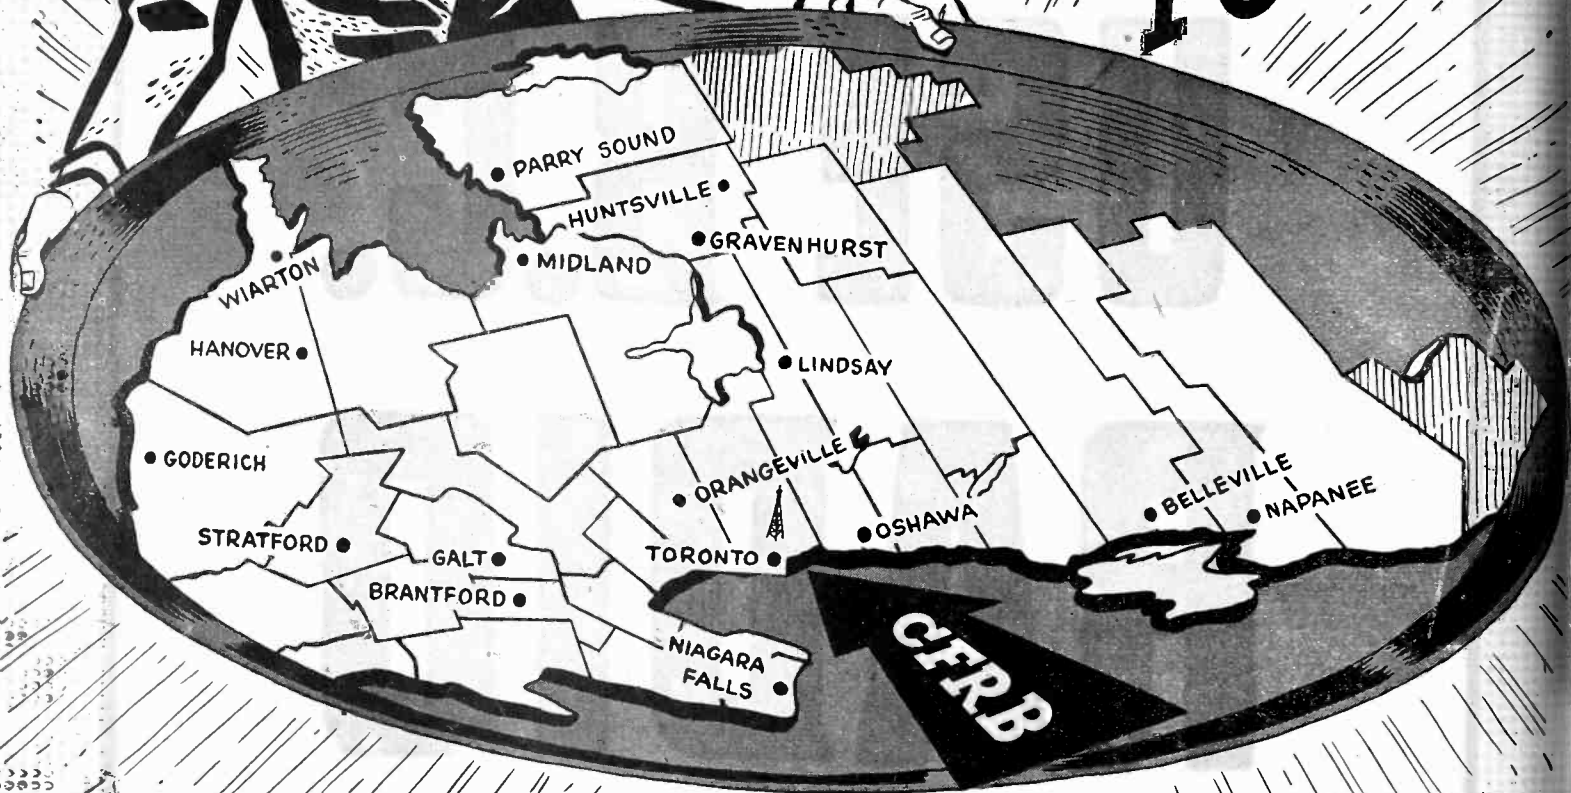 PARRY SOUND
HUNTSVILLE
GRAVENHURST
MIDLAND
WIARTON
HANOVER
LINDSAY
GODERICH
ORANGEVILLE
BELLEVILLE
NAPANEE
OSHAWA
STRATFORD
GALT
TORONTO
BRANTFORD
NIAGARA
FALLS
CFRB